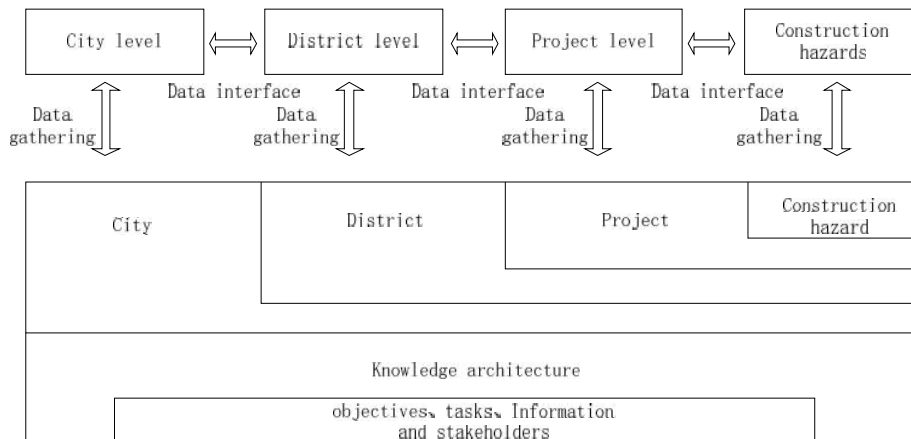 City level
District level
Project level
Construction
hazards
Data interface
Data interface
Data interface
Data
gathering
Data
gathering
Data
gathering
Data
gathering
City
District
Project
Construction
hazard
Knowledge architecture
objectives、tasks、Information
and stakeholders